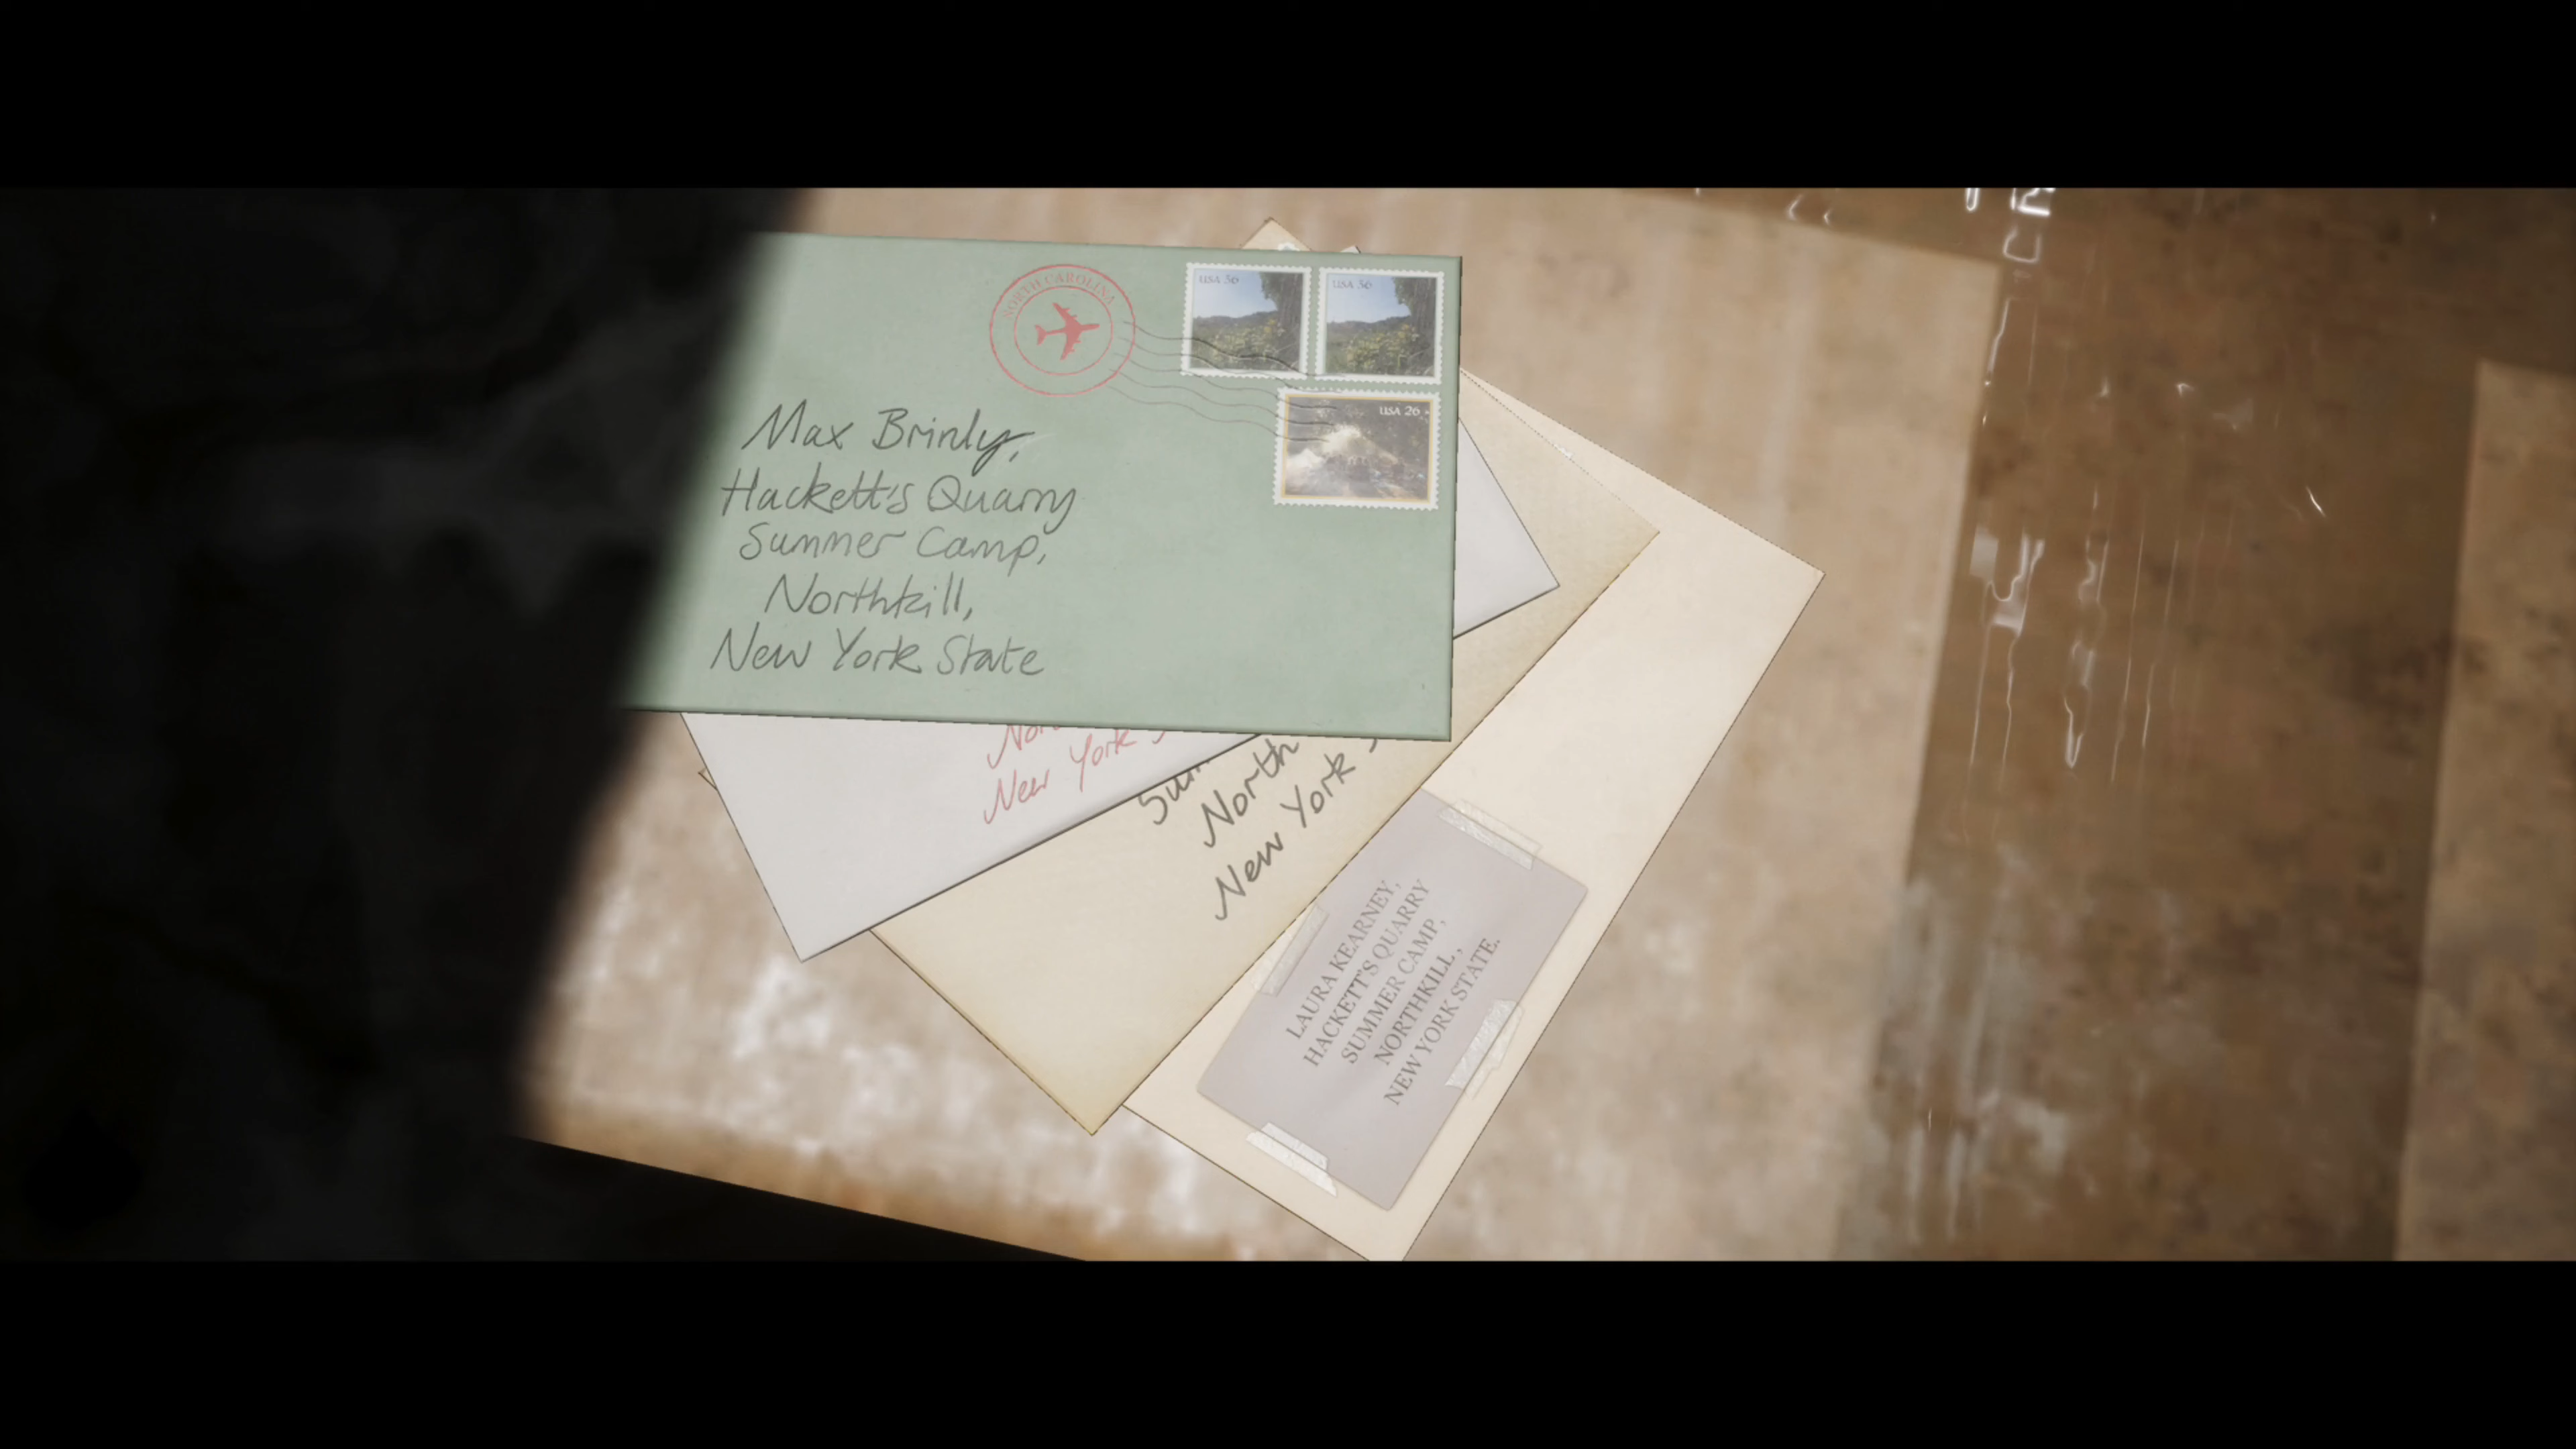 NORTH CAROLINA
USA 36
USA 36
USA 26
Max Brinly,
Hackett's Quarry
Summer Camp,
Northkill,
New York State
New York
North
New York
LAURA KEARNEY,
HACKETT'S QUARRY
SUMMER CAMP,
NORTHKILL,
NEW YORK STATE.